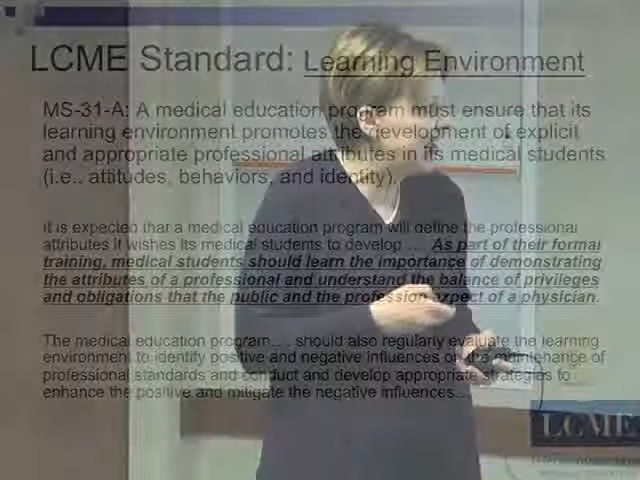 LCME Standard: Learning Environment
MS-31-A: A medical education program must ensure that its
learning environment promotes the development of explicit
and appropriate professional attributes in its medical students
(i.e., attitudes, behaviors, and identity).
It is expected that a medical education program will define the professional
attributes it wishes its medical students to develop … As part of their formal
training, medical students should learn the importance of demonstrating
the attributes of a professional and understand the balance of privileges
and obligations that the public and the profession expect of a physician.
The medical education program… should also regularly evaluate the learning
environment to identify positive and negative influences on the maintenance of
professional standards and conduct and develop appropriate strategies to
enhance the positive and mitigate the negative influences…
LCME